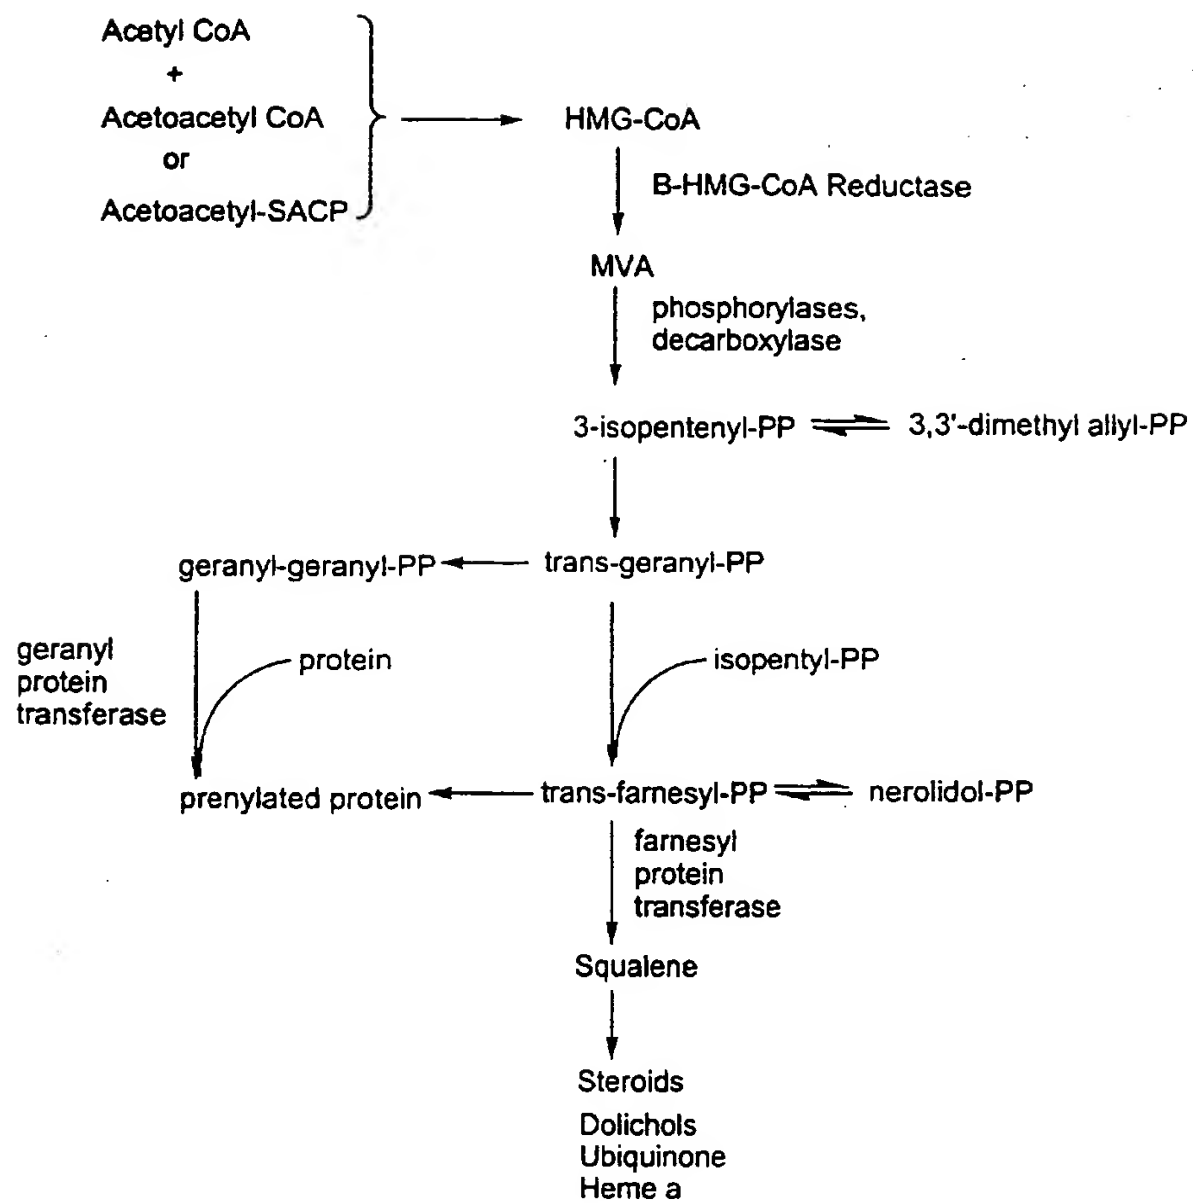 Acetyl CoA
+
Acetoacetyl CoA
or
Acetoacetyl-SACP
HMG-CoA
B-HMG-CoA Reductase
MVA
phosphorylases,
decarboxylase
3-isopentenyl-PP
3,3'-dimethyl allyl-PP
geranyl-geranyl-PP
trans-geranyl-PP
geranyl
protein
transferase
protein
isopentyl-PP
prenylated protein
trans-farnesyl-PP
nerolidol-PP
farnesyl
protein
transferase
Squalene
Steroids
Dolichols
Ubiquinone
Heme a